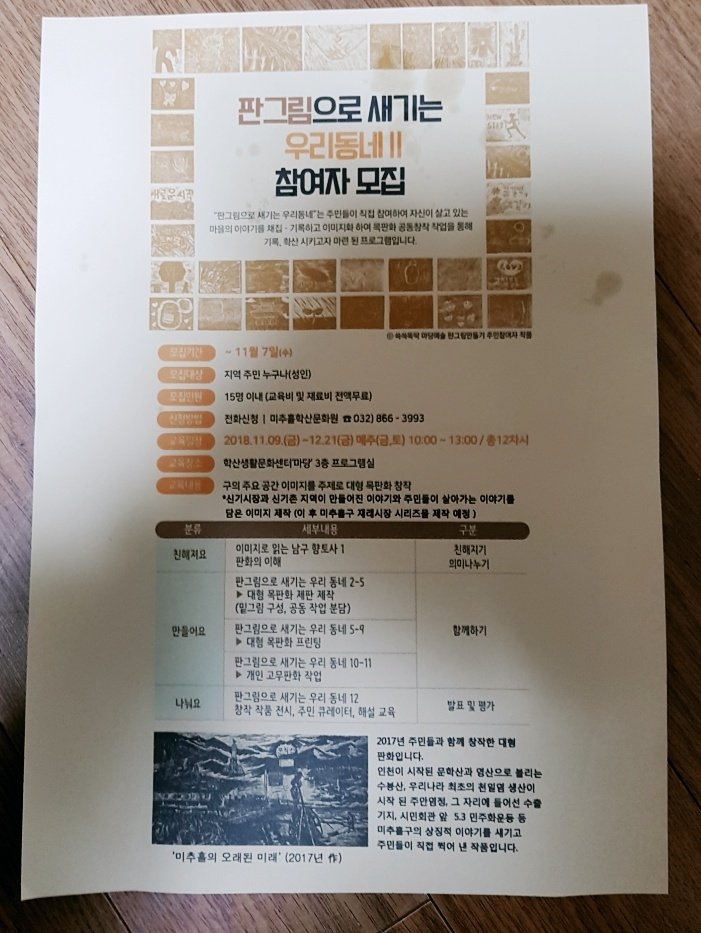 판그림으로 새기는
우리동네 II
참여자 모집
"판그림으로 새기는 우리동네"는 주민들이 직접 참여하여 자신이 살고 있는
마을의 이야기를 채집 · 기록하고 이미지화 하여 목판화 공동창작 작업을 통해
기록, 확산 시키고자 마련 된 프로그램입니다.
새로운시작
ⓒ 쓱쓱뚝딱 마당예술 판그림만들기 주민참여자 작품
모집기간 ~ 11월 7일(수)
모집대상 지역 주민 누구나(성인)
모집인원 15명 이내 (교육비 및 재료비 전액무료)
신청방법 전화신청 | 미추홀학산문화원 ☎032) 866 - 3993
교육일정 2018.11.09.(금) ~12.21(금) 매주(금,토) 10:00 ~ 13:00 / 총12차시
교육장소 학산생활문화센터'마당' 3층 프로그램실
교육내용 구의 주요 공간 이미지를 주제로 대형 목판화 창작
*신기시장과 신기촌 지역이 만들어진 이야기와 주민들이 살아가는 이야기를
담은 이미지 제작 (이 후 미추홀구 재래시장 시리즈물 제작 예정 )
분류 세부내용 구분
친해져요 이미지로 읽는 남구 향토사 1 친해지기
판화의 이해 의미나누기
판그림으로 새기는 우리 동네 2-5
▶ 대형 목판화 제판 제작
(밑그림 구성, 공동 작업 분담)
만들어요 판그림으로 새기는 우리 동네 5-9 함께하기
▶ 대형 목판화 프린팅
판그림으로 새기는 우리 동네 10-11
▶ 개인 고무판화 작업
나눠요 판그림으로 새기는 우리 동네 12 발표 및 평가
창작 작품 전시, 주민 큐레이터, 해설 교육
2017년 주민들과 함께 창작한 대형
판화입니다.
인천이 시작된 문학산과 영산으로 불리는
수봉산, 우리나라 최초의 천일염 생산이
시작 된 주안염전, 그 자리에 들어선 수출
기지, 시민회관 앞 5.3 민주화운동 등
미추홀구의 상징적 이야기를 새기고
주민들이 직접 찍어 낸 작품입니다.
'미추홀의 오래된 미래' (2017년 作)